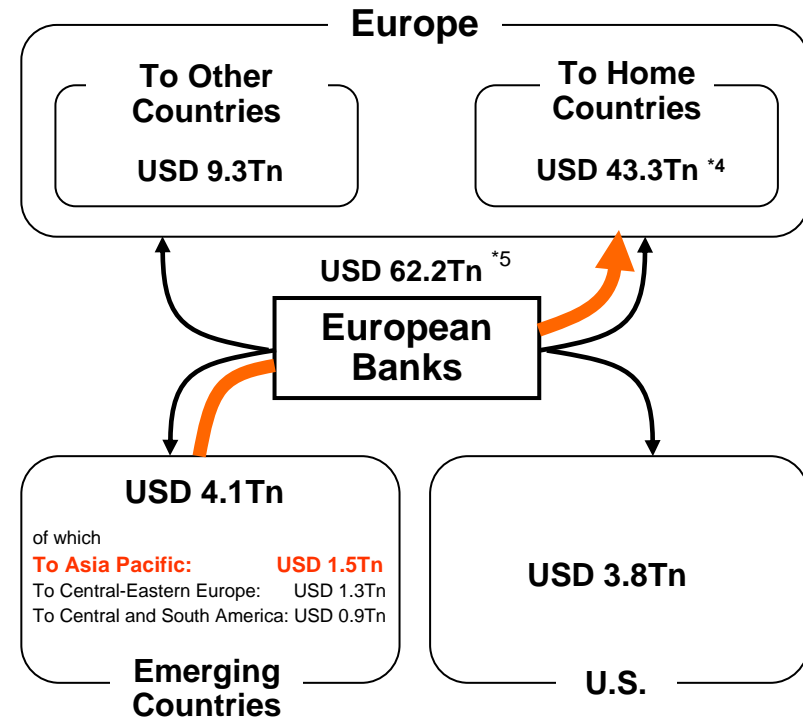 Europe
To Other
Countries
USD 9.3Tn
To Home
Countries
USD 43.3Tn *4
USD 62.2Tn *5
European
Banks
USD 4.1Tn
of which
To Asia Pacific: USD 1.5Tn
To Central-Eastern Europe: USD 1.3Tn
To Central and South America: USD 0.9Tn
Emerging
Countries
USD 3.8Tn
U.S.